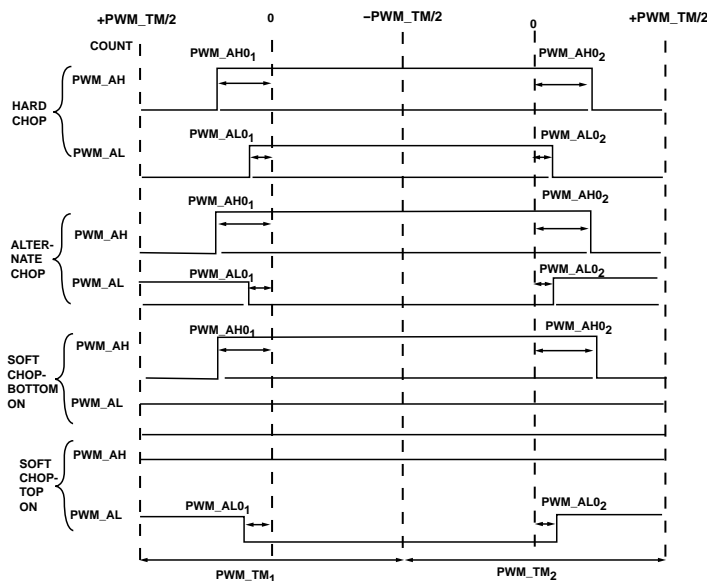 +PWM_TM/2 0 −PWM_TM/2 0 +PWM_TM/2
COUNT
PWM_AH0₁ PWM_AH0₂
PWM_AH
HARD
CHOP
PWM_AL0₁ PWM_AL0₂
PWM_AL
PWM_AH0₁ PWM_AH0₂
PWM_AH
ALTER-
NATE
CHOP
PWM_AL0₁ PWM_AL0₂
PWM_AL
PWM_AH0₁ PWM_AH0₂
PWM_AH
SOFT
CHOP-
BOTTOM
ON
PWM_AL
PWM_AH
SOFT
CHOP-
TOP
ON
PWM_AL0₁ PWM_AL0₂
PWM_AL
PWM_TM₁ PWM_TM₂